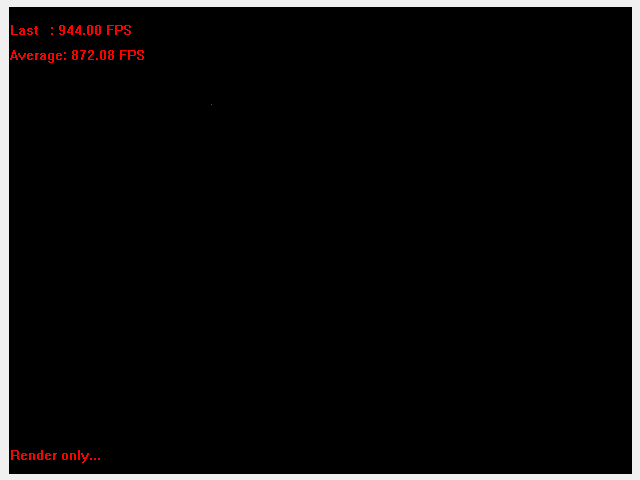 Last   : 944.00 FPS
Average: 872.08 FPS
Render only...